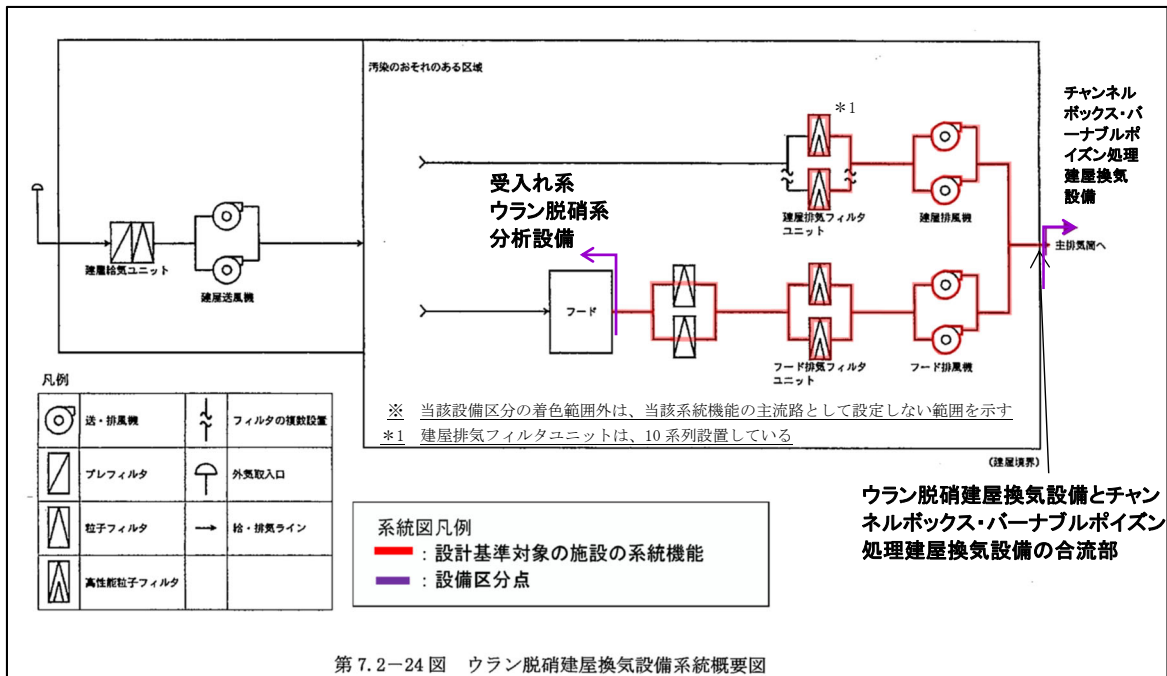 汚染のおそれのある区域
*1
チャンネル
ボックス・バ
ーナブルポ
イズン処理
建屋換気
設備
受入れ系
ウラン脱硝系
分析設備
建屋排気フィルタ
ユニット
建屋排風機
主排気筒へ
建屋給気ユニット
建屋送風機
フード
フード排気フィルタ
ユニット
フード排風機
※ 当該設備区分の着色範囲外は、当該系統機能の主流路として設定しない範囲を示す
*1 建屋排気フィルタユニットは、10 系列設置している
(建屋境界)
ウラン脱硝建屋換気設備とチャン
ネルボックス・バーナブルポイズン
処理建屋換気設備の合流部
凡例
送・排風機
フィルタの複数設置
プレフィルタ
外気取入口
粒子フィルタ
給・排気ライン
高性能粒子フィルタ
系統図凡例
:設計基準対象の施設の系統機能
:設備区分点
第 7.2-24 図 ウラン脱硝建屋換気設備系統概要図